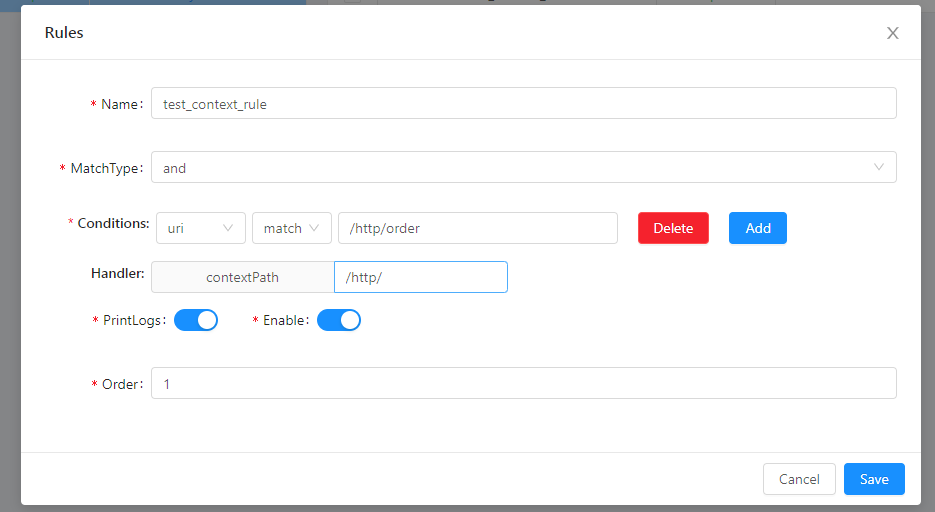 Rules
* Name: test_context_rule
* MatchType: and
* Conditions: uri match /http/order Delete Add
Handler: contextPath /http/
* PrintLogs: * Enable:
* Order: 1
Cancel Save